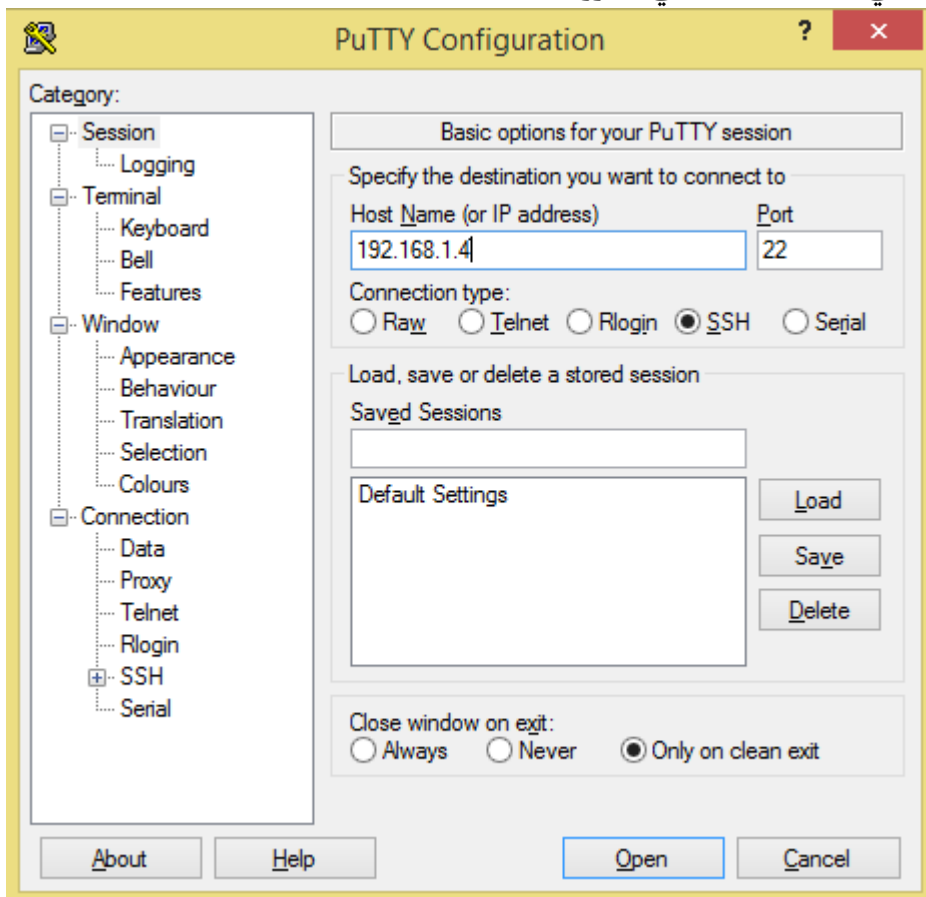 PuTTY Configuration
?
×
Category:
Session
Logging
Terminal
Keyboard
Bell
Features
Window
Appearance
Behaviour
Translation
Selection
Colours
Connection
Data
Proxy
Telnet
Rlogin
SSH
Serial
Basic options for your PuTTY session
Specify the destination you want to connect to
Host Name (or IP address) Port
192.168.1.4 22
Connection type:
Raw Telnet Rlogin SSH Serial
Load, save or delete a stored session
Saved Sessions
Default Settings
Load
Save
Delete
Close window on exit:
Always Never Only on clean exit
About Help Open Cancel